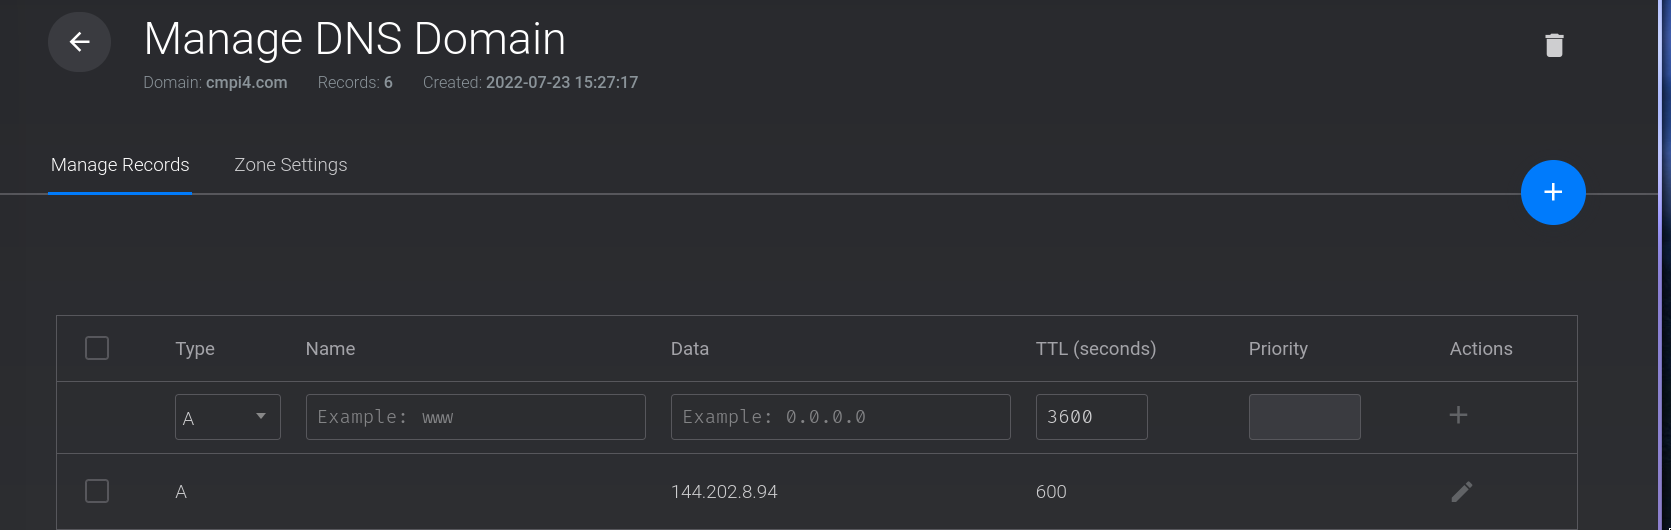 Manage DNS Domain
Domain: cmpi4.com Records: 6 Created: 2022-07-23 15:27:17
Manage Records Zone Settings
Type Name Data TTL (seconds) Priority Actions
A Example: www Example: 0.0.0.0 3600
A 144.202.8.94 600